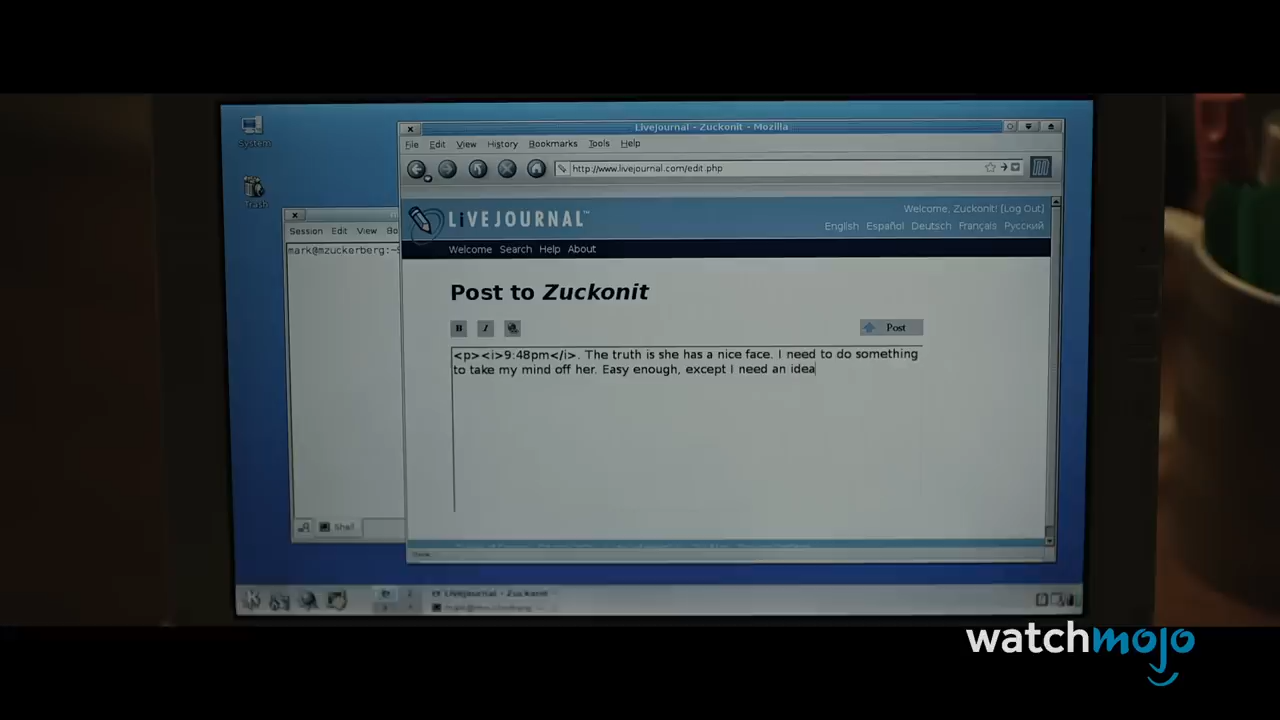 System
Trash
LiveJournal - Zuckonit - Mozilla
File Edit View History Bookmarks Tools Help
http://www.livejournal.com/edit.php
Session Edit View Bo
mark@mzuckerberg:~
Shell
LiVEJOURNAL™
Welcome, Zuckonit! [Log Out]
English Español Deutsch Français Русский
Welcome Search Help About
Post to Zuckonit
B I
Post
<p><i>9:48pm</i>. The truth is she has a nice face. I need to do something
to take my mind off her. Easy enough, except I need an idea
Done
LiveJournal - Zuckonit
watchmojo